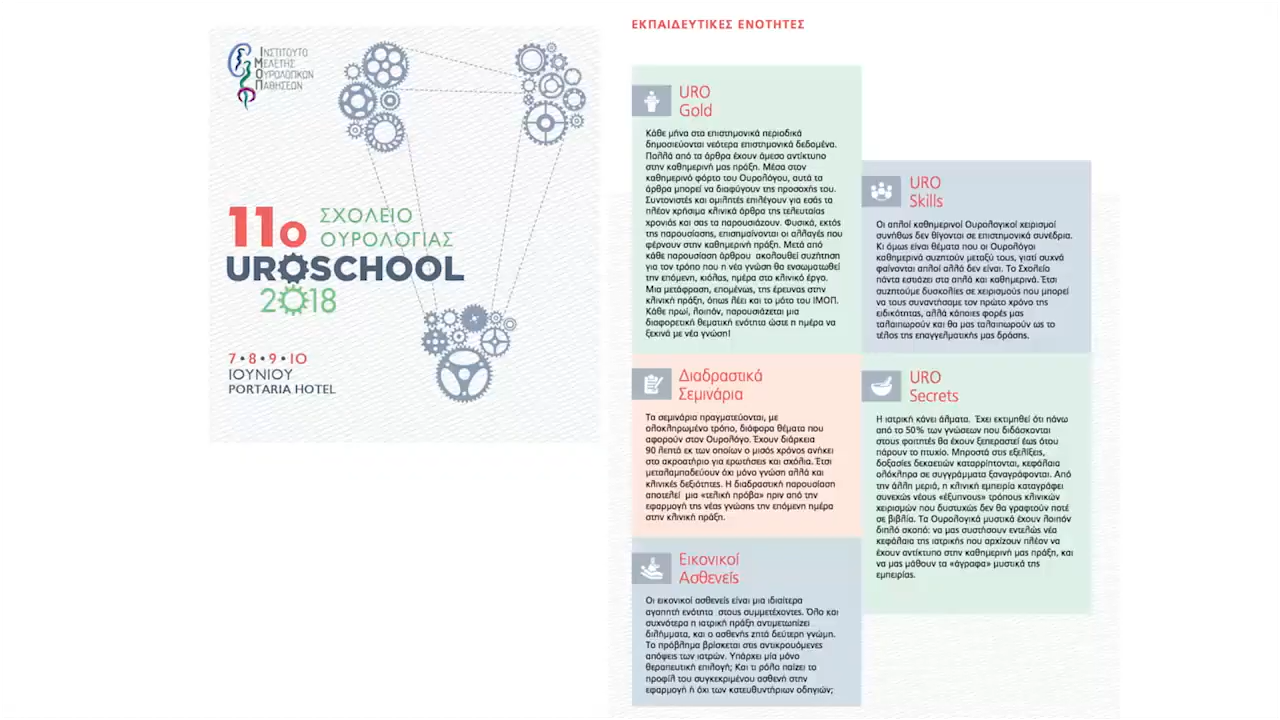 ΙΝΣΤΙΤΟΥΤΟ
ΜΕΛΕΤΗΣ
ΟΥΡΟΛΟΓΙΚΩΝ
ΠΑΘΗΣΕΩΝ
11ο ΣΧΟΛΕΙΟ
ΟΥΡΟΛΟΓΙΑΣ
UROSCHOOL
2018
7 • 8 • 9 • 10
ΙΟΥΝΙΟΥ
PORTARIA HOTEL
ΕΚΠΑΙΔΕΥΤΙΚΕΣ ΕΝΟΤΗΤΕΣ
URO
Gold
Κάθε μήνα στα επιστημονικά περιοδικά
δημοσιεύονται νεότερα επιστημονικά δεδομένα.
Πολλά από τα άρθρα έχουν άμεσο αντίκτυπο
στην καθημερινή μας πράξη. Μέσα στον
καθημερινό φόρτο του Ουρολόγου, αυτά τα
άρθρα μπορεί να διαφύγουν της προσοχής του.
Συντονιστές και ομιλητές επιλέγουν για εσάς τα
πλέον χρήσιμα κλινικά άρθρα της τελευταίας
χρονιάς και σας τα παρουσιάζουν. Φυσικά, εκτός
της παρουσίασης, επισημαίνονται οι αλλαγές που
φέρνουν στην καθημερινή πράξη. Μετά από
κάθε παρουσίαση άρθρου ακολουθεί συζήτηση
για τον τρόπο που η νέα γνώση θα ενσωματωθεί
την επόμενη, κιόλας, ημέρα στο κλινικό έργο.
Μια μετάφραση, επομένως, της έρευνας στην
κλινική πράξη, όπως λέει και το μότο του ΙΜΟΠ.
Κάθε πρωί, λοιπόν, παρουσιάζεται μια
διαφορετική θεματική ενότητα ώστε η ημέρα να
ξεκινά με νέα γνώση!
Διαδραστικά
Σεμινάρια
Τα σεμινάρια πραγματεύονται, με
ολοκληρωμένο τρόπο, διάφορα θέματα που
αφορούν στον Ουρολόγο. Έχουν διάρκεια
90 λεπτά εκ των οποίων ο μισός χρόνος ανήκει
στο ακροατήριο για ερωτήσεις και σχόλια. Έτσι
μεταλαμπαδεύουν όχι μόνο γνώση αλλά και
κλινικές δεξιότητες. Η διαδραστική παρουσίαση
αποτελεί μια «τελική πρόβα» πριν από την
εφαρμογή της νέας γνώσης την επόμενη ημέρα
στην κλινική πράξη.
Εικονικοί
Ασθενείς
Οι εικονικοί ασθενείς είναι μια ιδιαίτερα
αγαπητή ενότητα στους συμμετέχοντες. Όλο και
συχνότερα η ιατρική πράξη αντιμετωπίζει
διλήμματα, και ο ασθενής ζητά δεύτερη γνώμη.
Το πρόβλημα βρίσκεται στις αντικρουόμενες
απόψεις των ιατρών. Υπάρχει μία μόνο
θεραπευτική επιλογή; Και τι ρόλο παίζει το
προφίλ του συγκεκριμένου ασθενή στην
εφαρμογή ή όχι των κατευθυντήριων οδηγιών;
URO
Skills
Οι απλοί καθημερινοί Ουρολογικοί χειρισμοί
συνήθως δεν θίγονται σε επιστημονικά συνέδρια.
Κι όμως είναι θέματα που οι Ουρολόγοι
καθημερινά συζητούν μεταξύ τους, γιατί συχνά
φαίνονται απλοί αλλά δεν είναι. Το Σχολείο
πάντα εστιάζει στα απλά και καθημερινά. Έτσι
συζητούμε δυσκολίες σε χειρισμούς που μπορεί
να τους συναντήσαμε τον πρώτο χρόνο της
ειδικότητας, αλλά κάποιες φορές μας
ταλαιπωρούν και θα μας ταλαιπωρούν ως το
τέλος της επαγγελματικής μας δράσης.
URO
Secrets
Η ιατρική κάνει άλματα. Έχει εκτιμηθεί ότι πάνω
από το 50% των γνώσεων που διδάσκονται
στους φοιτητές θα έχουν ξεπεραστεί έως ότου
πάρουν το πτυχίο. Μπροστά στις εξελίξεις,
δοξασίες δεκαετιών καταρρίπτονται, κεφάλαια
ολόκληρα σε συγγράμματα ξαναγράφονται. Από
την άλλη μεριά, η κλινική εμπειρία καταγράφει
συνεχώς νέους «έξυπνους» τρόπους κλινικών
χειρισμών που δυστυχώς δεν θα γραφτούν ποτέ
σε βιβλία. Τα Ουρολογικά μυστικά έχουν λοιπόν
διπλό σκοπό: να μας συστήσουν εντελώς νέα
κεφάλαια της ιατρικής που αρχίζουν πλέον να
έχουν αντίκτυπο στην καθημερινή μας πράξη, και
να μας μάθουν τα «άγραφα» μυστικά της
εμπειρίας.